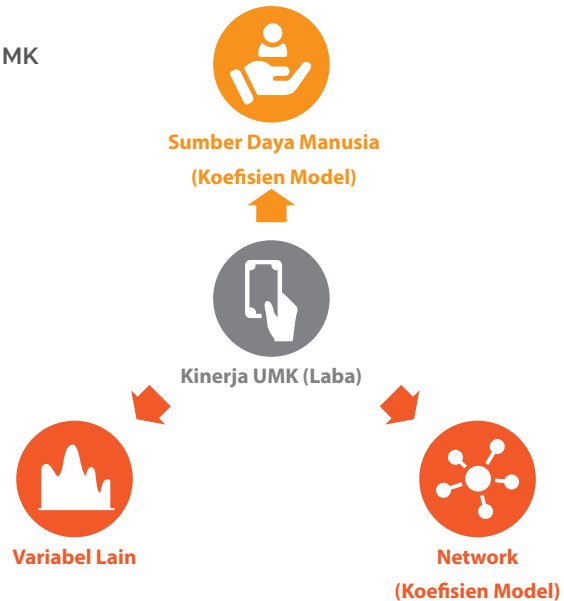 MK
Sumber Daya Manusia
(Koefisien Model)
Kinerja UMK (Laba)
Variabel Lain
Network
(Koefisien Model)